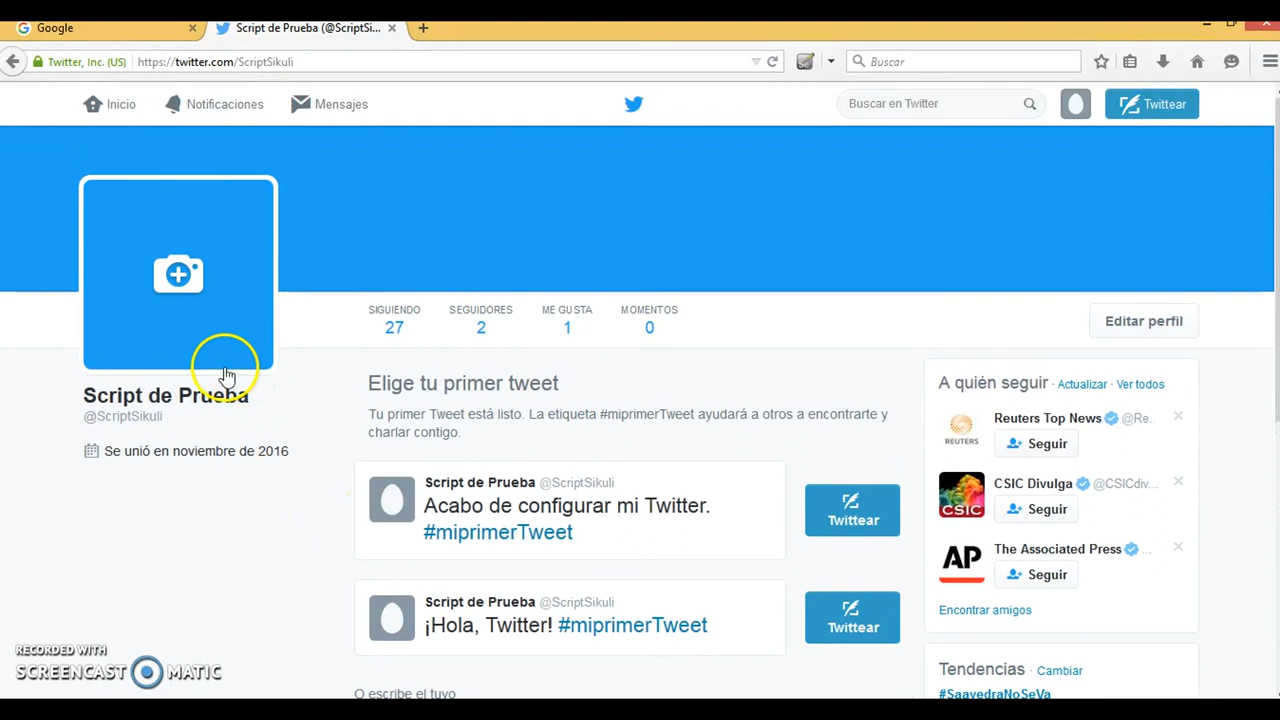 Google
Script de Prueba (@ScriptSi...
Twitter, Inc. (US)
https://twitter.com/ScriptSikuli
Buscar
Inicio
Notificaciones
Mensajes
Buscar en Twitter
Twittear
SIGUIENDO
27
SEGUIDORES
2
ME GUSTA
1
MOMENTOS
0
Editar perfil
Script de Prueba
@ScriptSikuli
Se unió en noviembre de 2016
Elige tu primer tweet
Tu primer Tweet está listo. La etiqueta #miprimerTweet ayudará a otros a encontrarte y
charlar contigo.
Script de Prueba @ScriptSikuli
Acabo de configurar mi Twitter.
#miprimerTweet
Twittear
Script de Prueba @ScriptSikuli
¡Hola, Twitter! #miprimerTweet
Twittear
O escribe el tuyo
A quién seguir · Actualizar · Ver todos
REUTERS
Reuters Top News @Re...
Seguir
CSIC
CSIC Divulga @CSICdiv...
Seguir
AP
The Associated Press ...
Seguir
Encontrar amigos
Tendencias · Cambiar
#SaavedraNoSeVa
RECORDED WITH
SCREENCAST MATIC